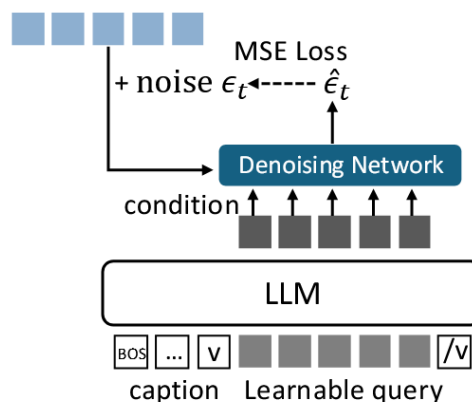 MSE Loss
+ noise ϵₜ ϵ̂ₜ
Denoising Network
condition
LLM
BOS ... v /v
caption Learnable query